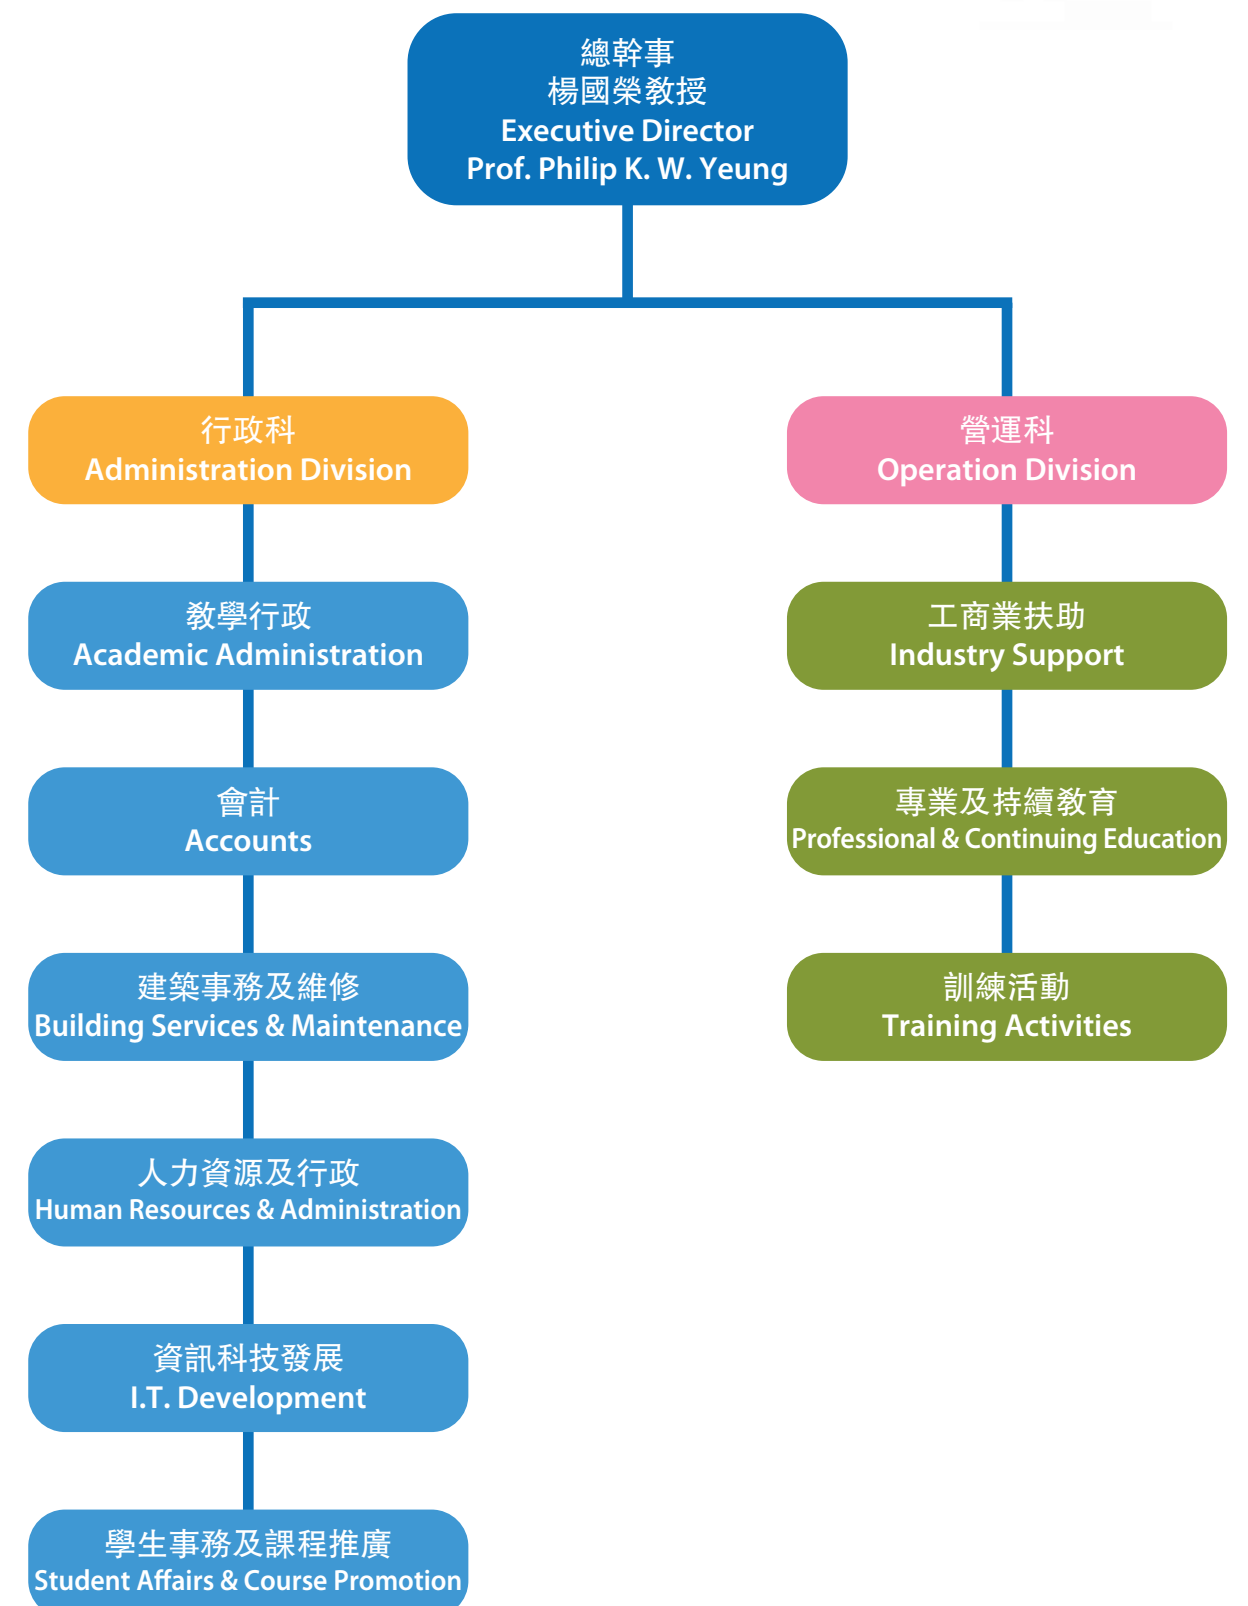 總幹事
楊國榮教授
Executive Director
Prof. Philip K. W. Yeung
行政科
Administration Division
教學行政
Academic Administration
會計
Accounts
建築事務及維修
Building Services & Maintenance
人力資源及行政
Human Resources & Administration
資訊科技發展
I.T. Development
學生事務及課程推廣
Student Affairs & Course Promotion
營運科
Operation Division
工商業扶助
Industry Support
專業及持續教育
Professional & Continuing Education
訓練活動
Training Activities